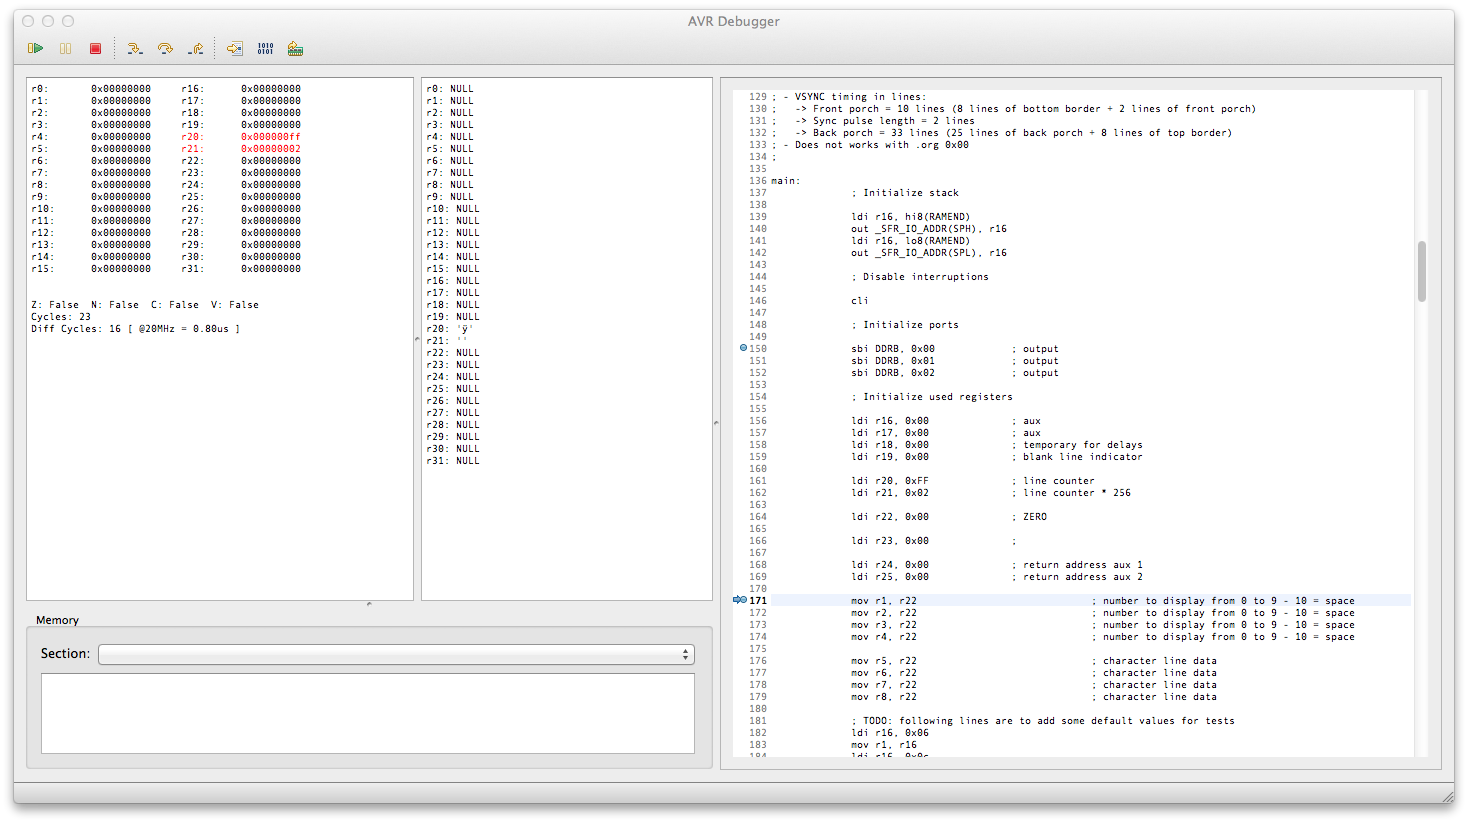 AVR Debugger
1010
0101
r0: 0x00000000 r16: 0x00000000
r1: 0x00000000 r17: 0x00000000
r2: 0x00000000 r18: 0x00000000
r3: 0x00000000 r19: 0x00000000
r4: 0x00000000 r20: 0x000000ff
r5: 0x00000000 r21: 0x00000002
r6: 0x00000000 r22: 0x00000000
r7: 0x00000000 r23: 0x00000000
r8: 0x00000000 r24: 0x00000000
r9: 0x00000000 r25: 0x00000000
r10: 0x00000000 r26: 0x00000000
r11: 0x00000000 r27: 0x00000000
r12: 0x00000000 r28: 0x00000000
r13: 0x00000000 r29: 0x00000000
r14: 0x00000000 r30: 0x00000000
r15: 0x00000000 r31: 0x00000000
Z: False N: False C: False V: False
Cycles: 23
Diff Cycles: 16 [ @20MHz = 0.80us ]
r0: NULL
r1: NULL
r2: NULL
r3: NULL
r4: NULL
r5: NULL
r6: NULL
r7: NULL
r8: NULL
r9: NULL
r10: NULL
r11: NULL
r12: NULL
r13: NULL
r14: NULL
r15: NULL
r16: NULL
r17: NULL
r18: NULL
r19: NULL
r20: 'ÿ'
r21: ''
r22: NULL
r23: NULL
r24: NULL
r25: NULL
r26: NULL
r27: NULL
r28: NULL
r29: NULL
r30: NULL
r31: NULL
Memory
Section:
129 ; - VSYNC timing in lines:
130 ;   -> Front porch = 10 lines (8 lines of bottom border + 2 lines of front porch)
131 ;   -> Sync pulse length = 2 lines
132 ;   -> Back porch = 33 lines (25 lines of back porch + 8 lines of top border)
133 ; - Does not works with .org 0x00
134 ;
135
136 main:
137 ; Initialize stack
138
139 ldi r16, hi8(RAMEND)
140 out _SFR_IO_ADDR(SPH), r16
141 ldi r16, lo8(RAMEND)
142 out _SFR_IO_ADDR(SPL), r16
143
144 ; Disable interruptions
145
146 cli
147
148 ; Initialize ports
149
150 sbi DDRB, 0x00 ; output
151 sbi DDRB, 0x01 ; output
152 sbi DDRB, 0x02 ; output
153
154 ; Initialize used registers
155
156 ldi r16, 0x00 ; aux
157 ldi r17, 0x00 ; aux
158 ldi r18, 0x00 ; temporary for delays
159 ldi r19, 0x00 ; blank line indicator
160
161 ldi r20, 0xFF ; line counter
162 ldi r21, 0x02 ; line counter * 256
163
164 ldi r22, 0x00 ; ZERO
165
166 ldi r23, 0x00 ;
167
168 ldi r24, 0x00 ; return address aux 1
169 ldi r25, 0x00 ; return address aux 2
170
171 mov r1, r22 ; number to display from 0 to 9 - 10 = space
172 mov r2, r22 ; number to display from 0 to 9 - 10 = space
173 mov r3, r22 ; number to display from 0 to 9 - 10 = space
174 mov r4, r22 ; number to display from 0 to 9 - 10 = space
175
176 mov r5, r22 ; character line data
177 mov r6, r22 ; character line data
178 mov r7, r22 ; character line data
179 mov r8, r22 ; character line data
180
181 ; TODO: following lines are to add some default values for tests
182 ldi r16, 0x06
183 mov r1, r16
184 ldi r16, 0x0c